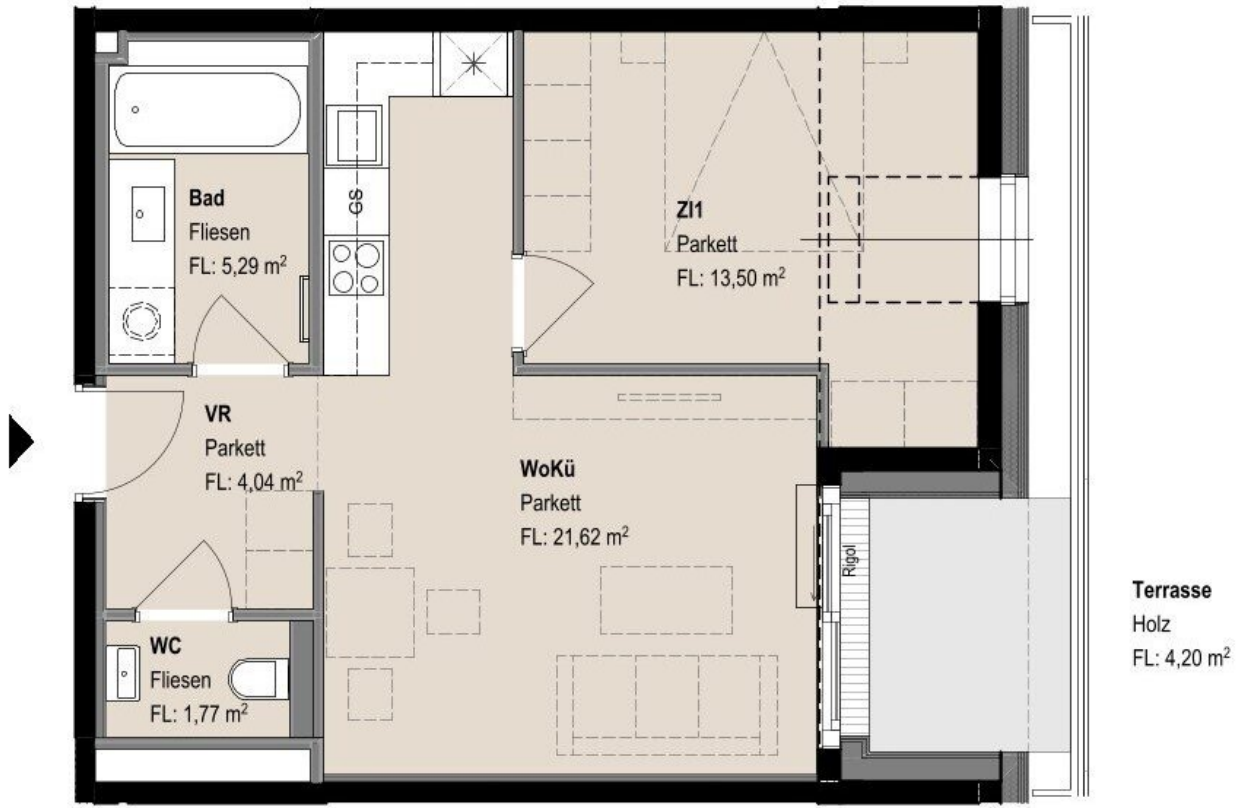 Bad
Fliesen
FL: 5,29 m²
GS
ZI1
Parkett
FL: 13,50 m²
VR
Parkett
FL: 4,04 m²
WoKü
Parkett
FL: 21,62 m²
Rigol
Terrasse
Holz
FL: 4,20 m²
WC
Fliesen
FL: 1,77 m²